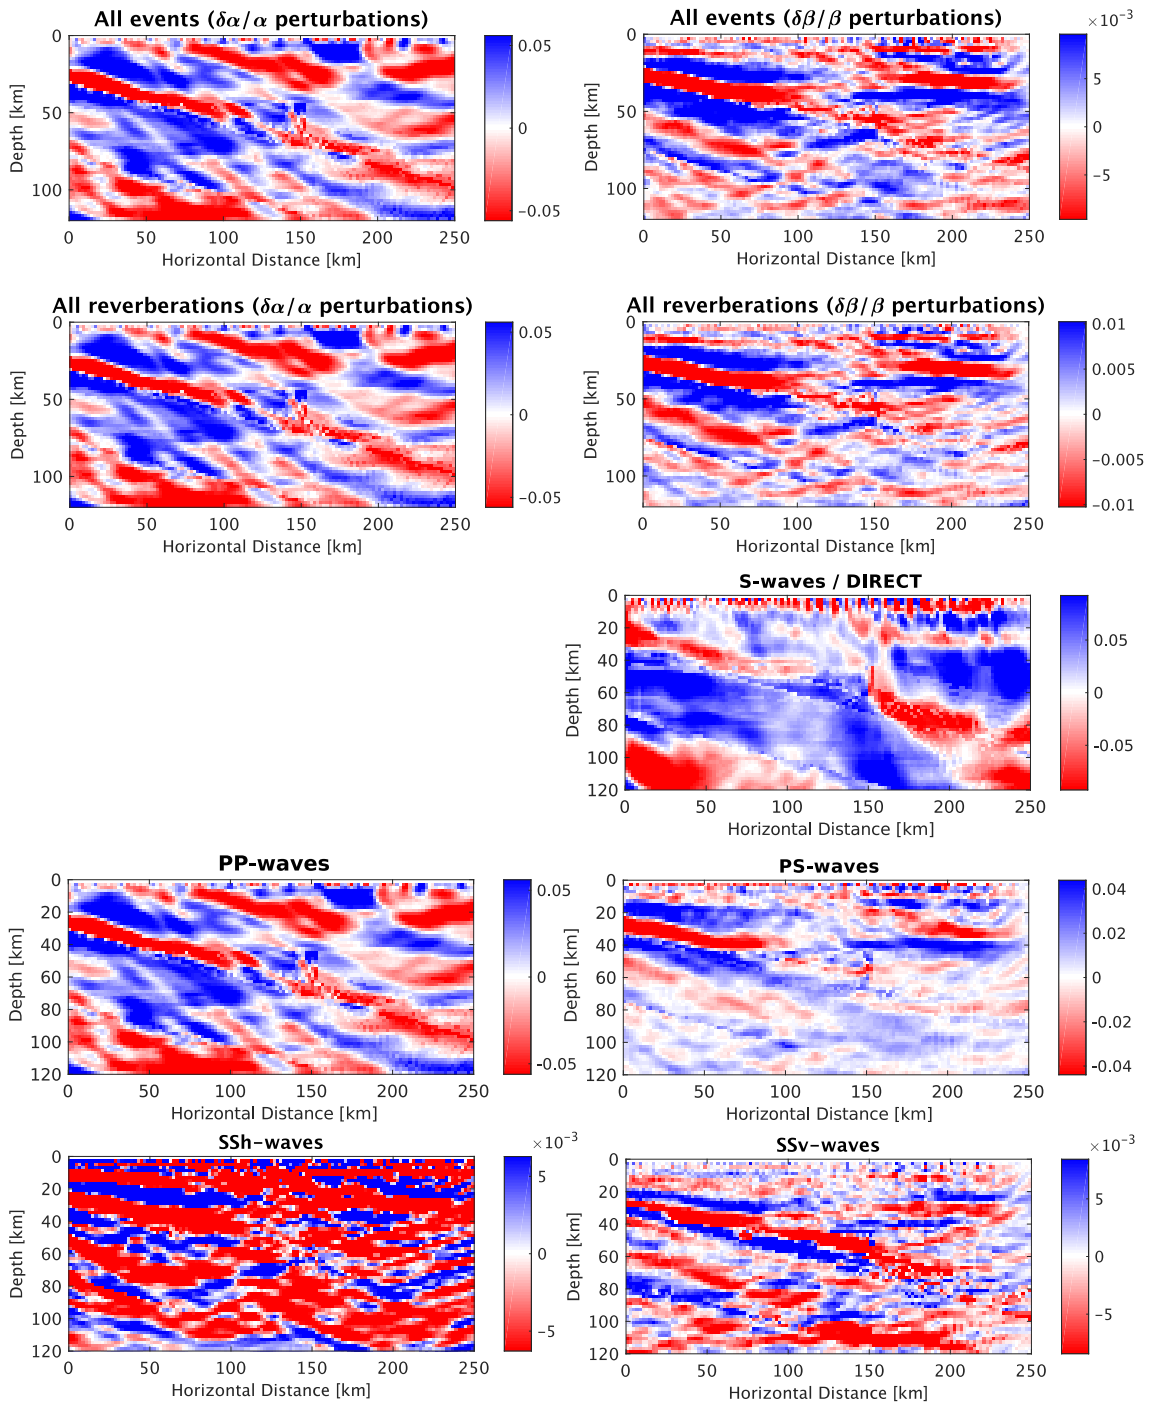 All events (δα/α perturbations)
0
50
100
0 50 100 150 200 250
Depth [km]
Horizontal Distance [km]
0.05
0
−0.05
All events (δβ/β perturbations)
0
50
100
0 50 100 150 200 250
Depth [km]
Horizontal Distance [km]
×10⁻³
5
0
−5
All reverberations (δα/α perturbations)
0
50
100
0 50 100 150 200 250
Depth [km]
Horizontal Distance [km]
0.05
0
−0.05
All reverberations (δβ/β perturbations)
0
50
100
0 50 100 150 200 250
Depth [km]
Horizontal Distance [km]
0.01
0.005
0
−0.005
−0.01
S-waves / DIRECT
0
20
40
60
80
100
120
0 50 100 150 200 250
Depth [km]
Horizontal Distance [km]
0.05
0
-0.05
PP-waves
0
20
40
60
80
100
120
0 50 100 150 200 250
Depth [km]
Horizontal Distance [km]
0.05
0
-0.05
PS-waves
0
20
40
60
80
100
120
0 50 100 150 200 250
Depth [km]
Horizontal Distance [km]
0.04
0.02
0
-0.02
-0.04
SSh−waves
0
20
40
60
80
100
120
0 50 100 150 200 250
Depth [km]
Horizontal Distance [km]
×10⁻³
5
0
−5
SSv−waves
0
20
40
60
80
100
120
0 50 100 150 200 250
Depth [km]
Horizontal Distance [km]
×10⁻³
5
0
−5